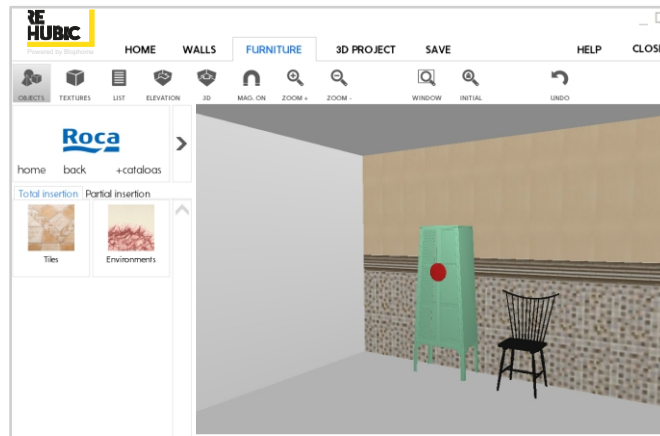 RE
HUBIC
Powered by Bisphome
HOME WALLS FURNITURE 3D PROJECT SAVE HELP CLOSE
OBJECTS TEXTURES LIST ELEVATION 3D MAG. ON ZOOM + ZOOM - WINDOW INITIAL UNDO
Roca
home back +cataloas
Total insertion Partial insertion
Tiles Environments